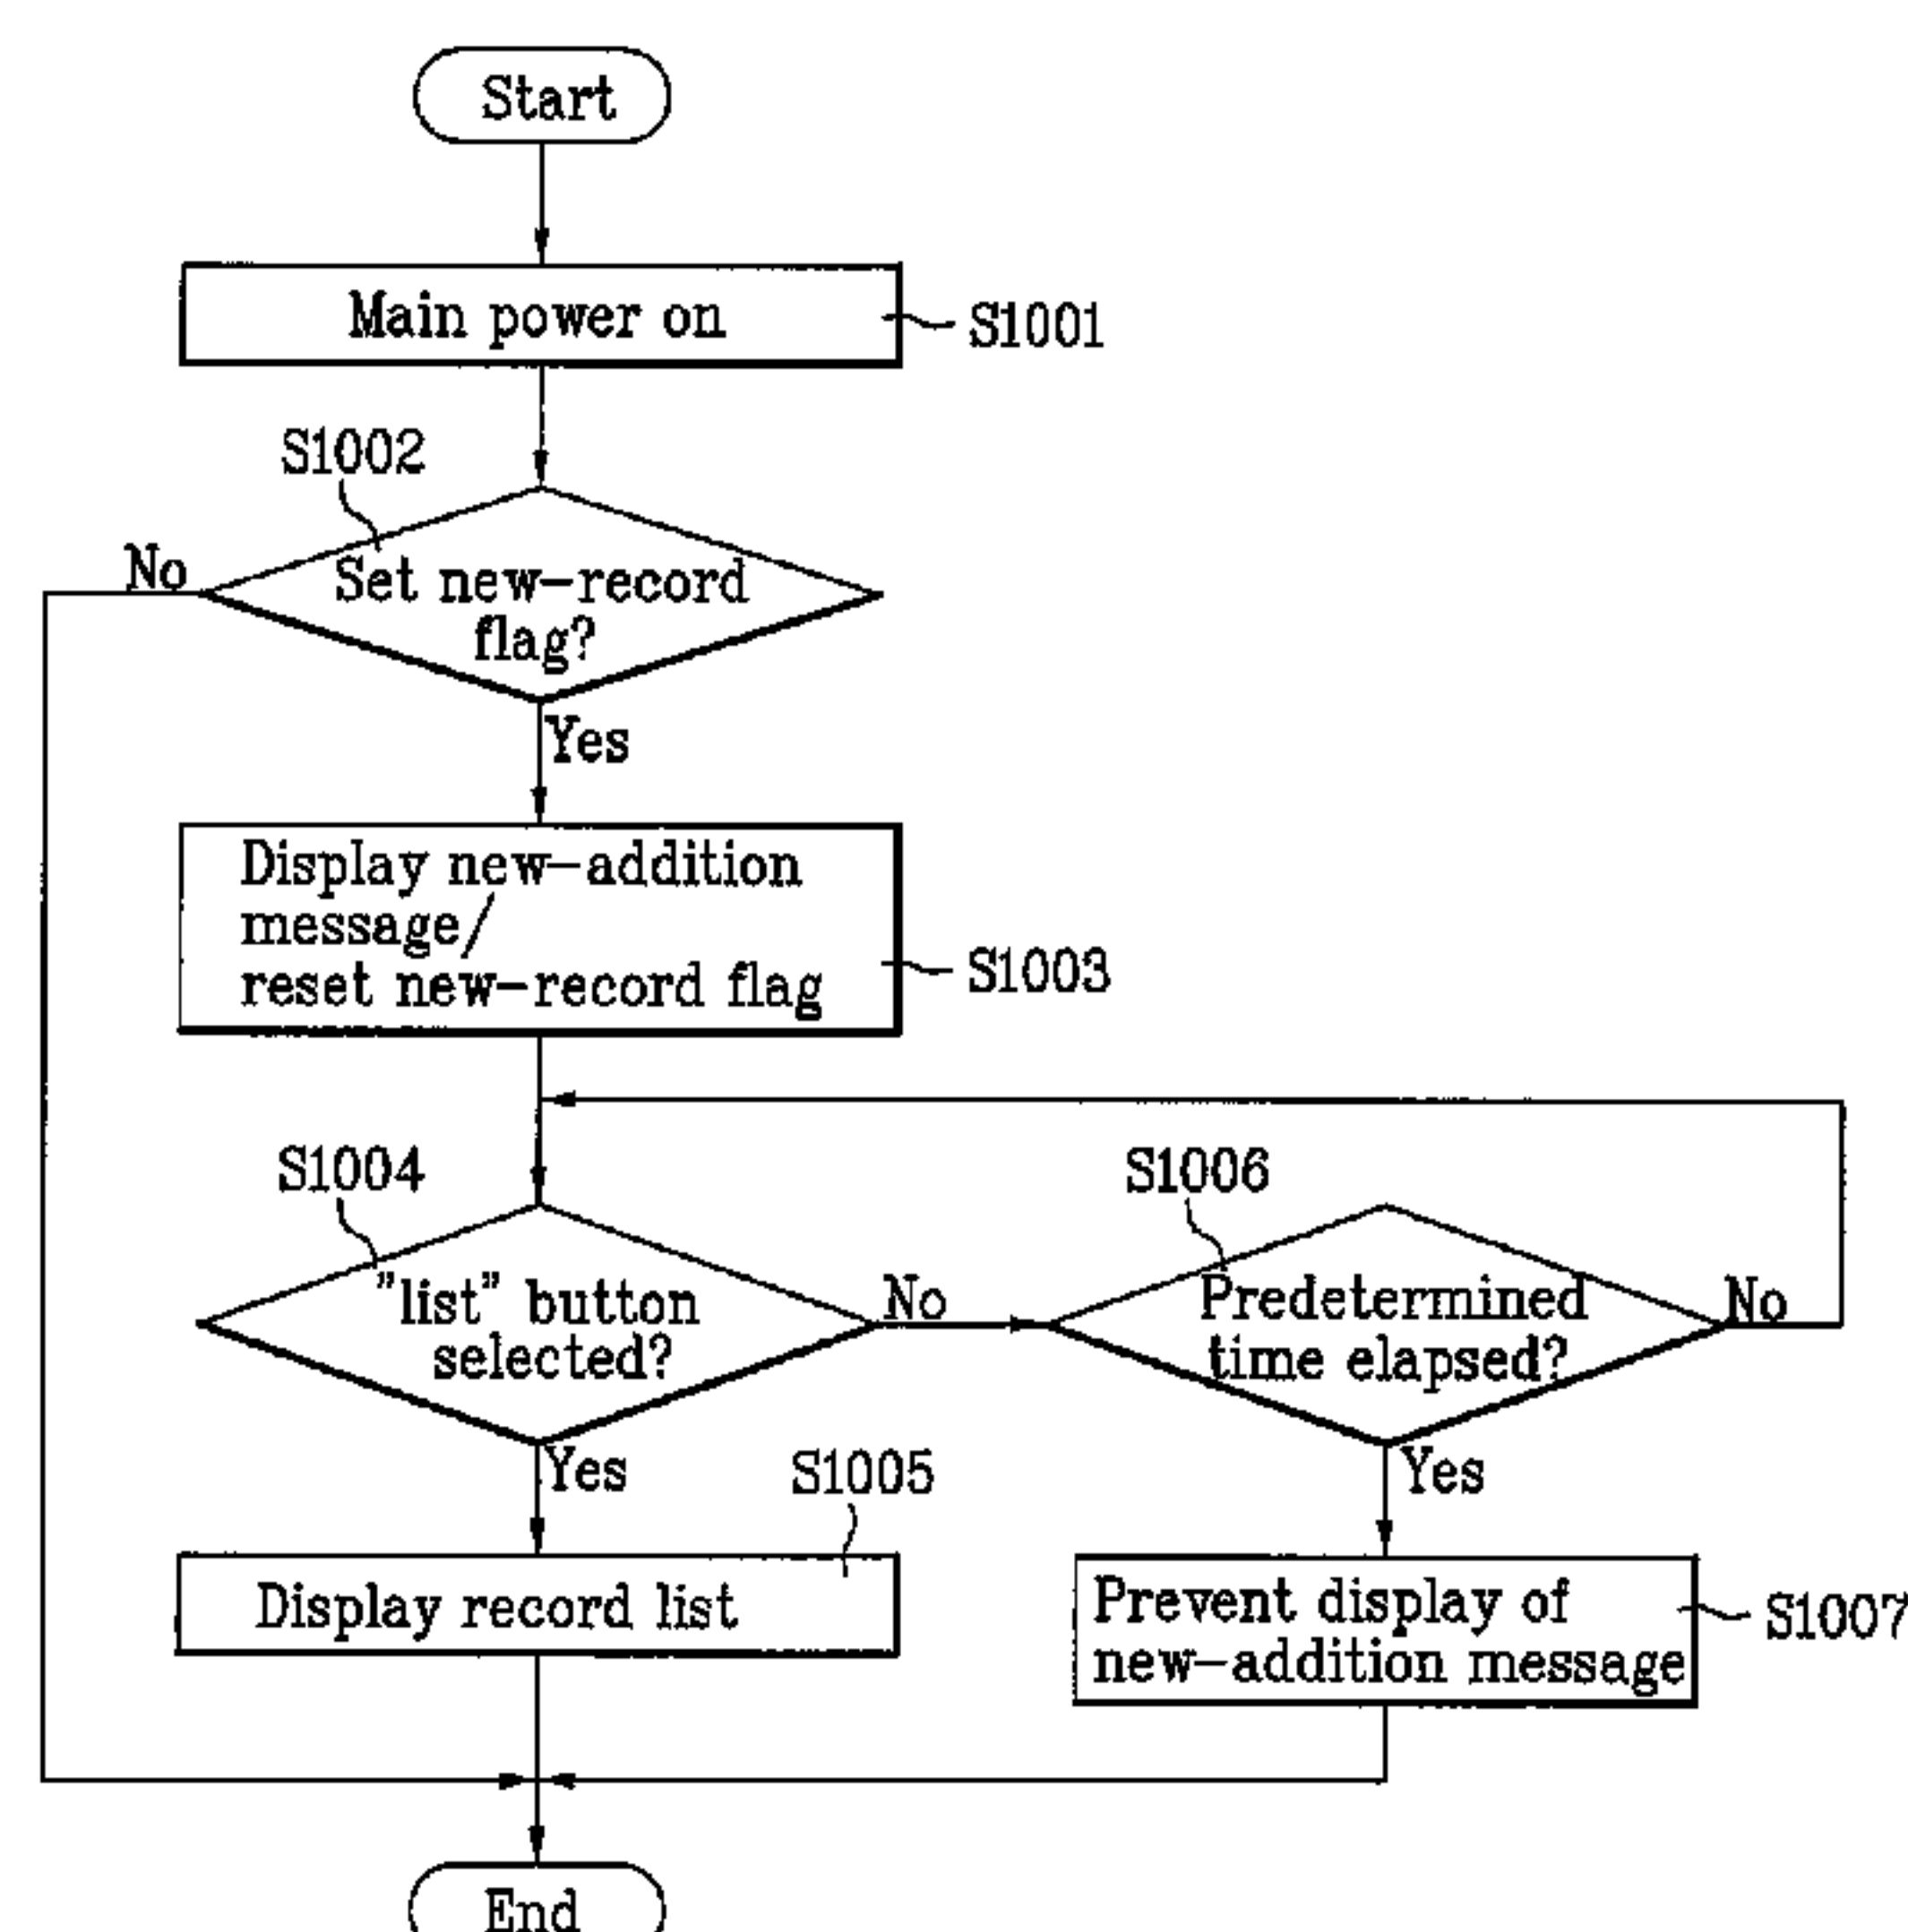 Start
Main power on
S1001
S1002
No
Set new-record
flag?
Yes
Display new-addition
message/
reset new-record flag
S1003
S1004
"list" button
selected?
No
S1006
Predetermined
time elapsed?
No
Yes
S1005
Yes
Display record list
Prevent display of
new-addition message
S1007
End